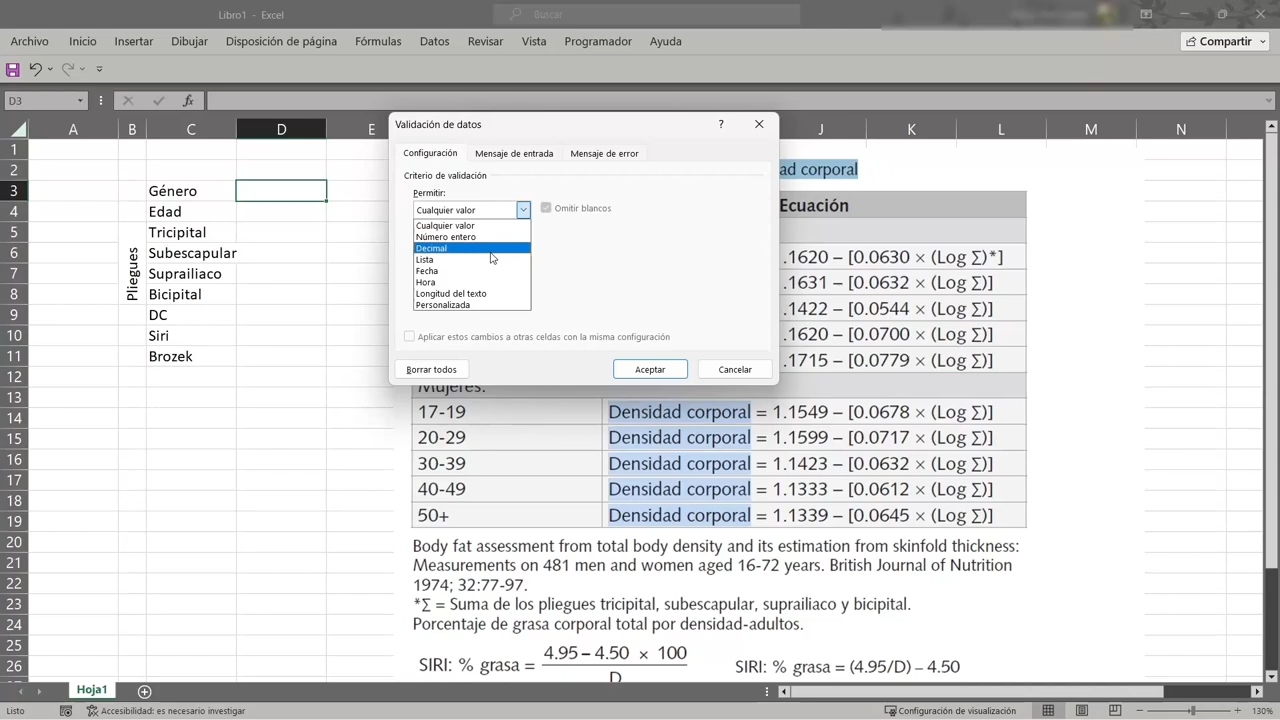 Libro1 - Excel
Buscar
Archivo Inicio Insertar Dibujar Disposición de página Fórmulas Datos Revisar Vista Programador Ayuda Compartir
D3 fx
A B C D E J K L M N
1
2 ad corporal
3 Género Ecuación
4 Edad
5 Tricipital
6 Subescapular .1620 – [0.0630 × (Log Σ)*]
7 Suprailiaco .1631 – [0.0632 × (Log Σ)]
8 Bicipital .1422 – [0.0544 × (Log Σ)]
9 DC
10 Siri .1620 – [0.0700 × (Log Σ)]
11 Brozek .1715 – [0.0779 × (Log Σ)]
Pliegues
Validación de datos ?
Configuración Mensaje de entrada Mensaje de error
Criterio de validación
Permitir:
Cualquier valor Omitir blancos
Cualquier valor
Número entero
Decimal
Lista
Fecha
Hora
Longitud del texto
Personalizada
Aplicar estos cambios a otras celdas con la misma configuración
Borrar todos Aceptar Cancelar
12 Mujeres:
13
14 17-19 Densidad corporal = 1.1549 – [0.0678 × (Log Σ)]
15 20-29 Densidad corporal = 1.1599 – [0.0717 × (Log Σ)]
16 30-39 Densidad corporal = 1.1423 – [0.0632 × (Log Σ)]
17
18 40-49 Densidad corporal = 1.1333 – [0.0612 × (Log Σ)]
19 50+ Densidad corporal = 1.1339 – [0.0645 × (Log Σ)]
20 Body fat assessment from total body density and its estimation from skinfold thickness:
21 Measurements on 481 men and women aged 16-72 years. British Journal of Nutrition
22 1974; 32:77-97.
23 *Σ = Suma de los pliegues tricipital, subescapular, suprailiaco y bicipital.
24 Porcentaje de grasa corporal total por densidad-adultos.
25
26 SIRI: % grasa = 4.95 – 4.50 × 100 SIRI: % grasa = (4.95/D) – 4.50
D
Hoja1
Listo Accesibilidad: es necesario investigar Configuración de visualización 130%